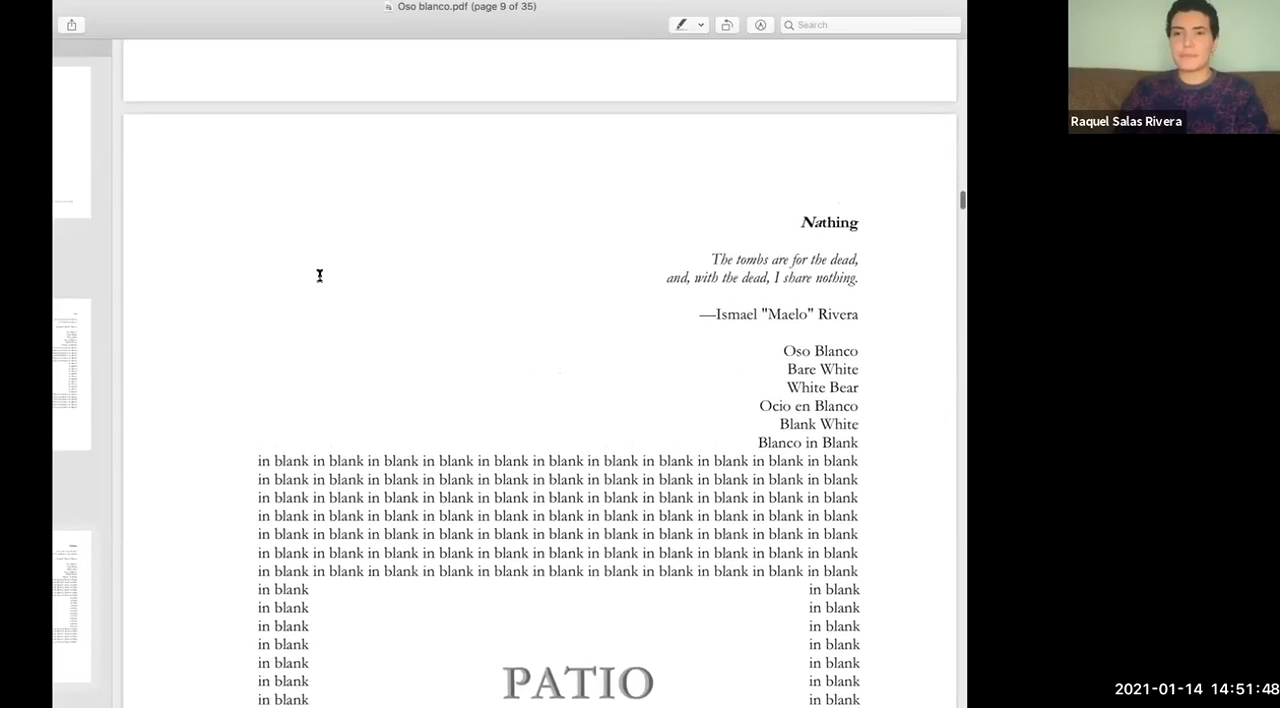 Oso blanco.pdf (page 9 of 35)
Search
Raquel Salas Rivera
Nathing
The tombs are for the dead,
and, with the dead, I share nothing.
—Ismael "Maelo" Rivera
Oso Blanco
Bare White
White Bear
Ocio en Blanco
Blank White
Blanco in Blank
in blank in blank in blank in blank in blank in blank in blank in blank in blank in blank in blank
in blank in blank in blank in blank in blank in blank in blank in blank in blank in blank in blank
in blank in blank in blank in blank in blank in blank in blank in blank in blank in blank in blank
in blank in blank in blank in blank in blank in blank in blank in blank in blank in blank in blank
in blank in blank in blank in blank in blank in blank in blank in blank in blank in blank in blank
in blank in blank in blank in blank in blank in blank in blank in blank in blank in blank in blank
in blank in blank in blank in blank in blank in blank in blank in blank in blank in blank in blank
in blank in blank
in blank in blank
in blank in blank
in blank in blank
in blank in blank
in blank PATIO in blank
in blank in blank
2021-01-14 14:51:48